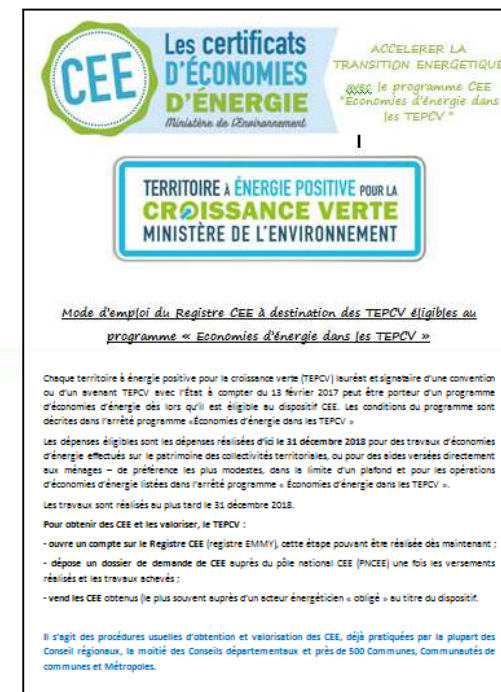 CEE
Les certificats
D'ÉCONOMIES
D'ÉNERGIE
Ministère de l'Environnement
ACCELERER LA
TRANSITION ENERGETIQUE
avec le programme CEE
"Economies d'énergie dans
les TEPCV "
TERRITOIRE À ÉNERGIE POSITIVE POUR LA
CROISSANCE VERTE
MINISTÈRE DE L'ENVIRONNEMENT
Mode d'emploi du Registre CEE à destination des TEPCV éligibles au
programme « Economies d'énergie dans les TEPCV »
Chaque territoire à énergie positive pour la croissance verte (TEPCV) lauréat et signataire d'une convention
ou d'un avenant TEPCV avec l'État à compter du 13 février 2017 peut être porteur d'un programme
d'économies d'énergie dès lors qu'il est éligible au dispositif CEE. Les conditions du programme sont
décrites dans l'arrêté programme «Économies d'énergie dans les TEPCV »
Les dépenses éligibles sont les dépenses réalisées d'ici le 31 décembre 2018 pour des travaux d'économies
d'énergie effectués sur le patrimoine des collectivités territoriales, ou pour des aides versées directement
aux ménages – de préférence les plus modestes, dans la limite d'un plafond et pour les opérations
d'économies d'énergie listées dans l'arrêté programme « Économies d'énergie dans les TEPCV ».
Les travaux sont réalisés au plus tard le 31 décembre 2018.
Pour obtenir des CEE et les valoriser, le TEPCV :
- ouvre un compte sur le Registre CEE (registre EMMY), cette étape pouvant être réalisée dès maintenant ;
- dépose un dossier de demande de CEE auprès du pôle national CEE (PNCEE) une fois les versements
réalisés et les travaux achevés ;
- vend les CEE obtenus (le plus souvent auprès d'un acteur énergéticien « obligé » au titre du dispositif.
Il s'agit des procédures usuelles d'obtention et valorisation des CEE, déjà pratiquées par la plupart des
Conseil régionaux, la moitié des Conseils départementaux et près de 500 Communes, Communautés de
communes et Métropoles.